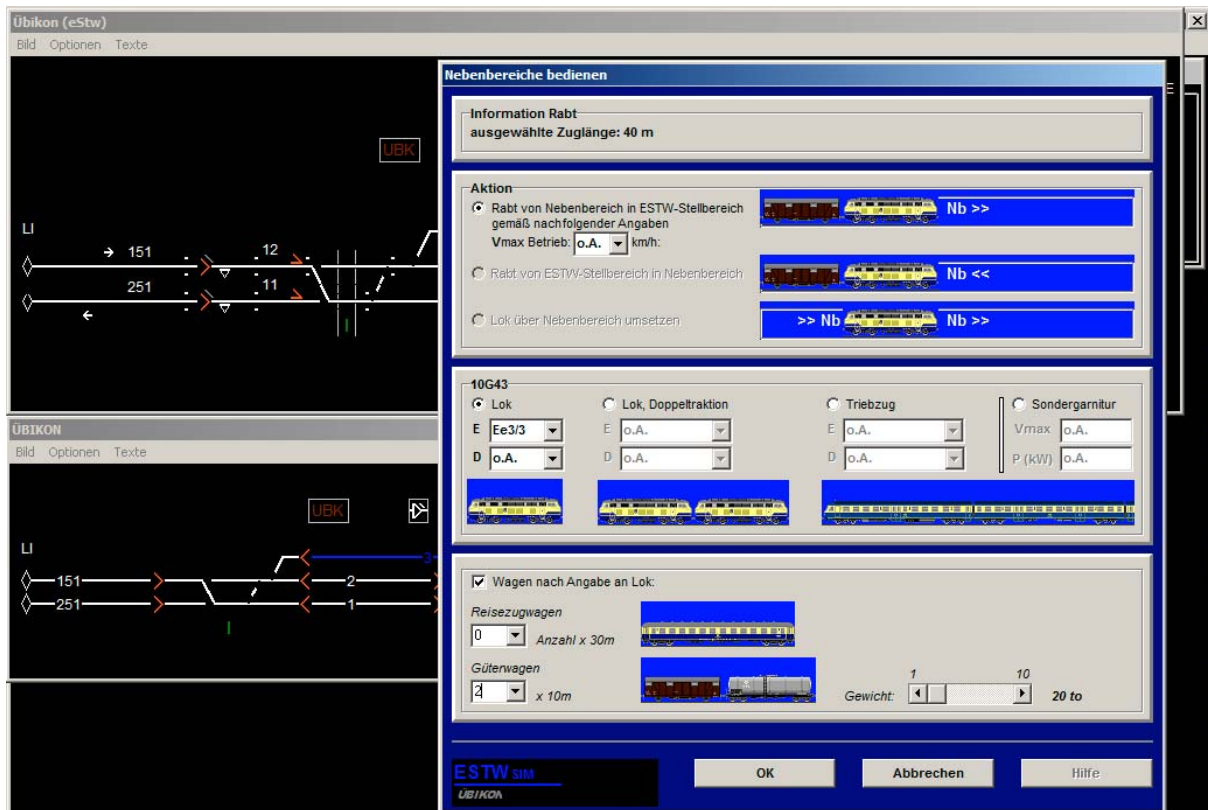 Übikon (eStw)
Bild Optionen Texte
UBK
LI
151
12
251
11
ÜBIKON
Bild Optionen Texte
UBK
LI
3
151
2
251
1
Nebenbereiche bedienen
Information Rabt
ausgewählte Zuglänge: 40 m
Aktion
Rabt von Nebenbereich in ESTW-Stellbereich
gemäß nachfolgender Angaben
Vmax Betrieb: o.A. km/h:
Nb >>
Rabt von ESTW-Stellbereich in Nebenbereich
Nb <<
Lok über Nebenbereich umsetzen
>> Nb Nb >>
10G43
Lok Lok, Doppeltraktion Triebzug Sondergarnitur
E Ee3/3 E o.A. E o.A. Vmax o.A.
D o.A. D o.A. D o.A. P (kW) o.A.
Wagen nach Angabe an Lok:
Reisezugwagen
0 Anzahl x 30m
Güterwagen
2 x 10m
1 10
Gewicht: 20 to
ESTW SIM
ÜBIKON
OK Abbrechen Hilfe